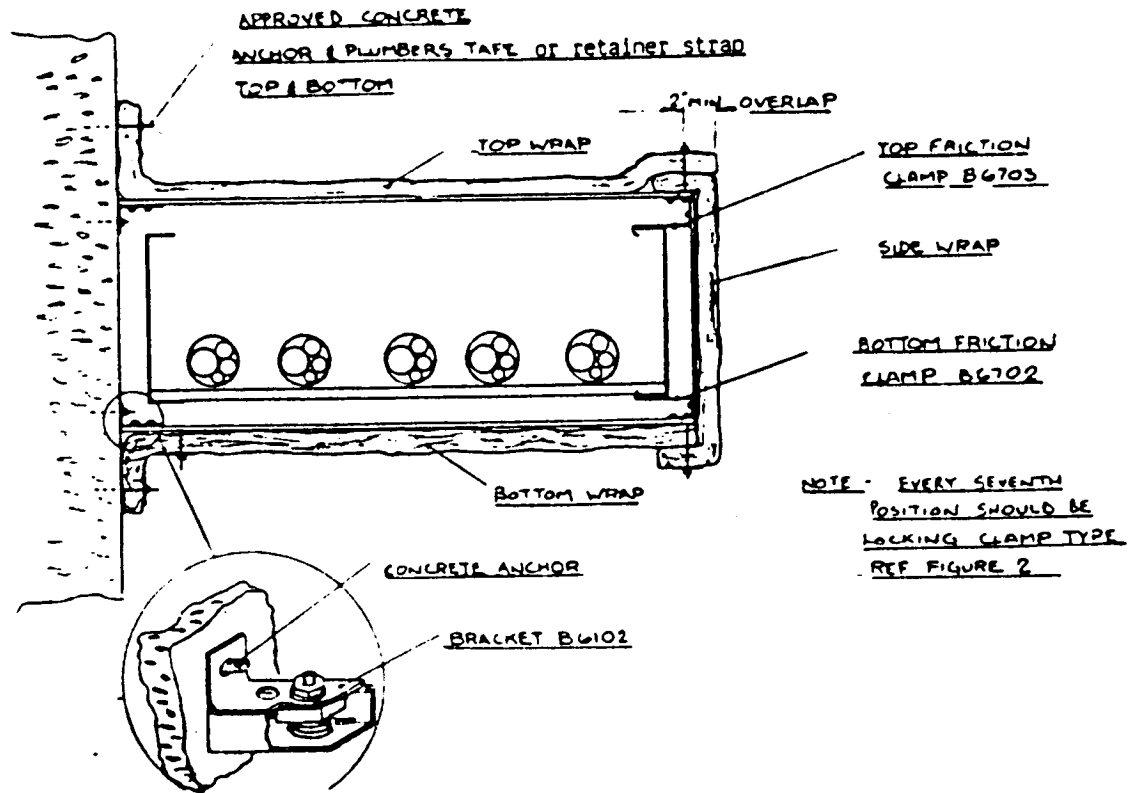 APPROVED CONCRETE
ANCHOR & PLUMBERS TAPE or retainer strap
TOP & BOTTOM
2" MIN OVERLAP
TOP WRAP
TOP FRICTION
CLAMP B6703
SIDE WRAP
BOTTOM FRICTION
CLAMP B6702
BOTTOM WRAP
NOTE - EVERY SEVENTH
POSITION SHOULD BE
LOCKING CLAMP TYPE
REF FIGURE 2
CONCRETE ANCHOR
BRACKET B6102